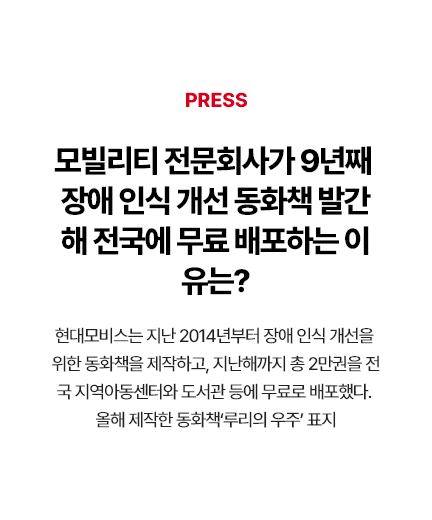 PRESS
모빌리티 전문회사가 9년째
장애 인식 개선 동화책 발간
해 전국에 무료 배포하는 이
유는?
현대모비스는 지난 2014년부터 장애 인식 개선을
위한 동화책을 제작하고, 지난해까지 총 2만권을 전
국 지역아동센터와 도서관 등에 무료로 배포했다.
올해 제작한 동화책‘루리의 우주’ 표지